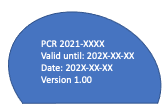 PCR 2021-XXXX
Valid until: 202X-XX-XX
Date: 202X-XX-XX
Version 1.00